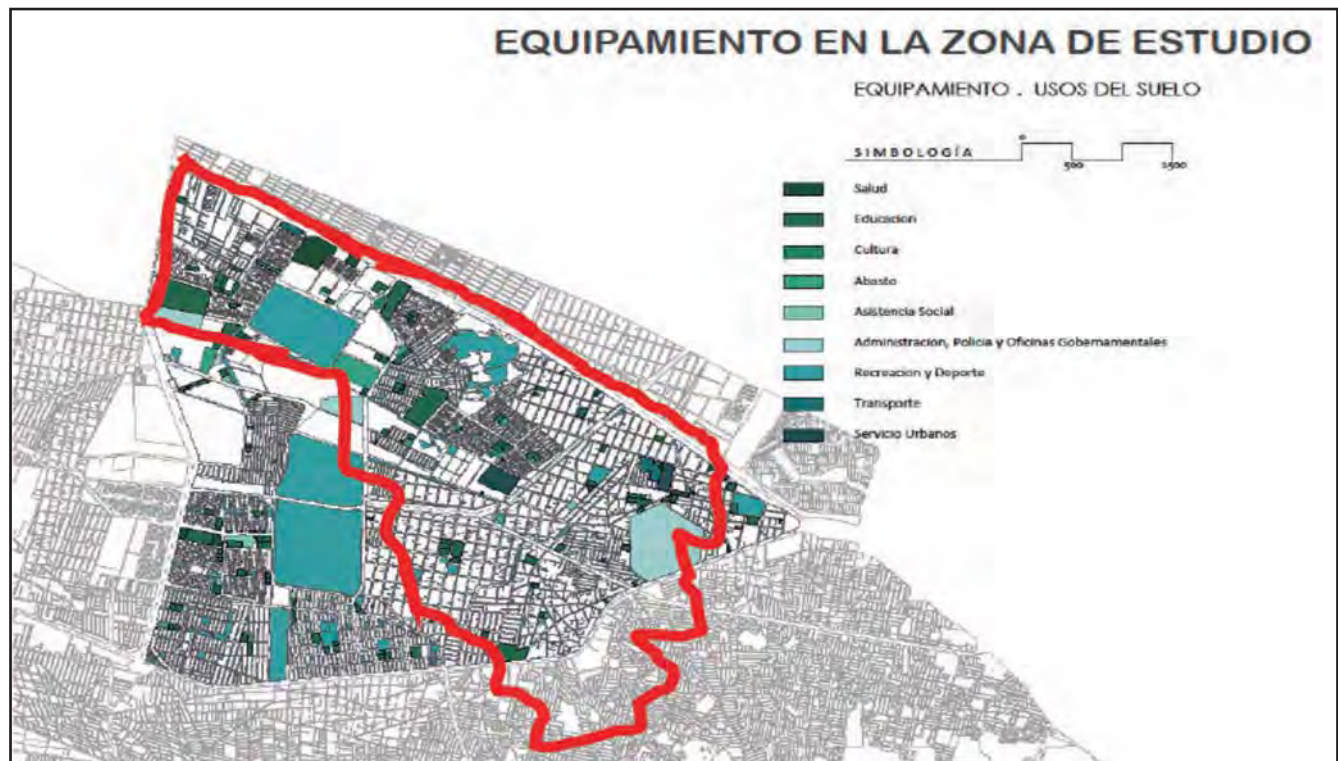 EQUIPAMIENTO EN LA ZONA DE ESTUDIO
EQUIPAMIENTO . USOS DEL SUELO
SIMBOLOGÍA
0
500
1500
Salud
Educacion
Cultura
Abasto
Asistencia Social
Administracion, Policia y Oficinas Gobernamentales
Recreacion y Deporte
Transporte
Servicio Urbanos